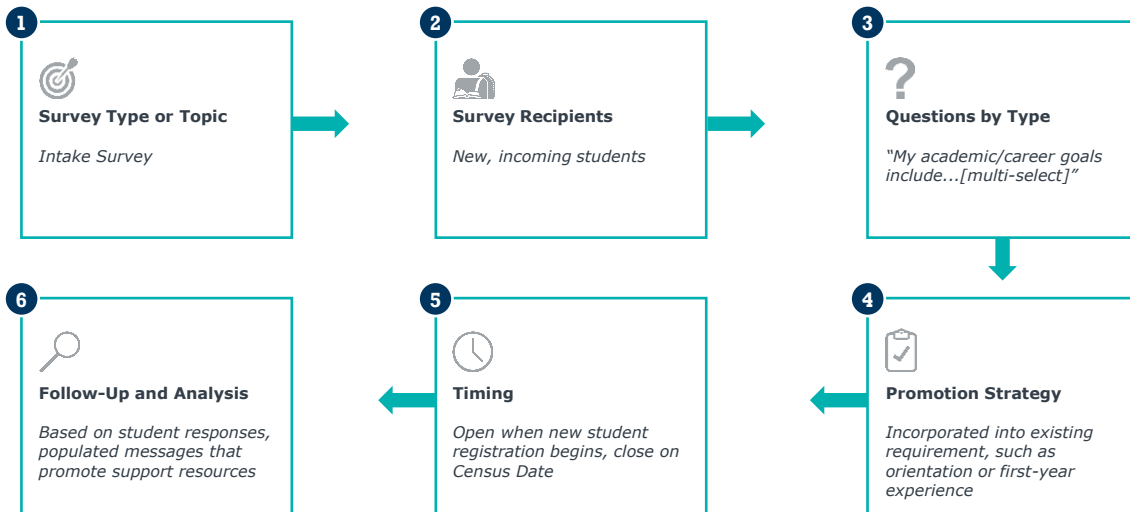 1
Survey Type or Topic
Intake Survey
2
Survey Recipients
New, incoming students
3
?
Questions by Type
“My academic/career goals
include...[multi-select]”
4
Promotion Strategy
Incorporated into existing
requirement, such as
orientation or first-year
experience
5
Timing
Open when new student
registration begins, close on
Census Date
6
Follow-Up and Analysis
Based on student responses,
populated messages that
promote support resources